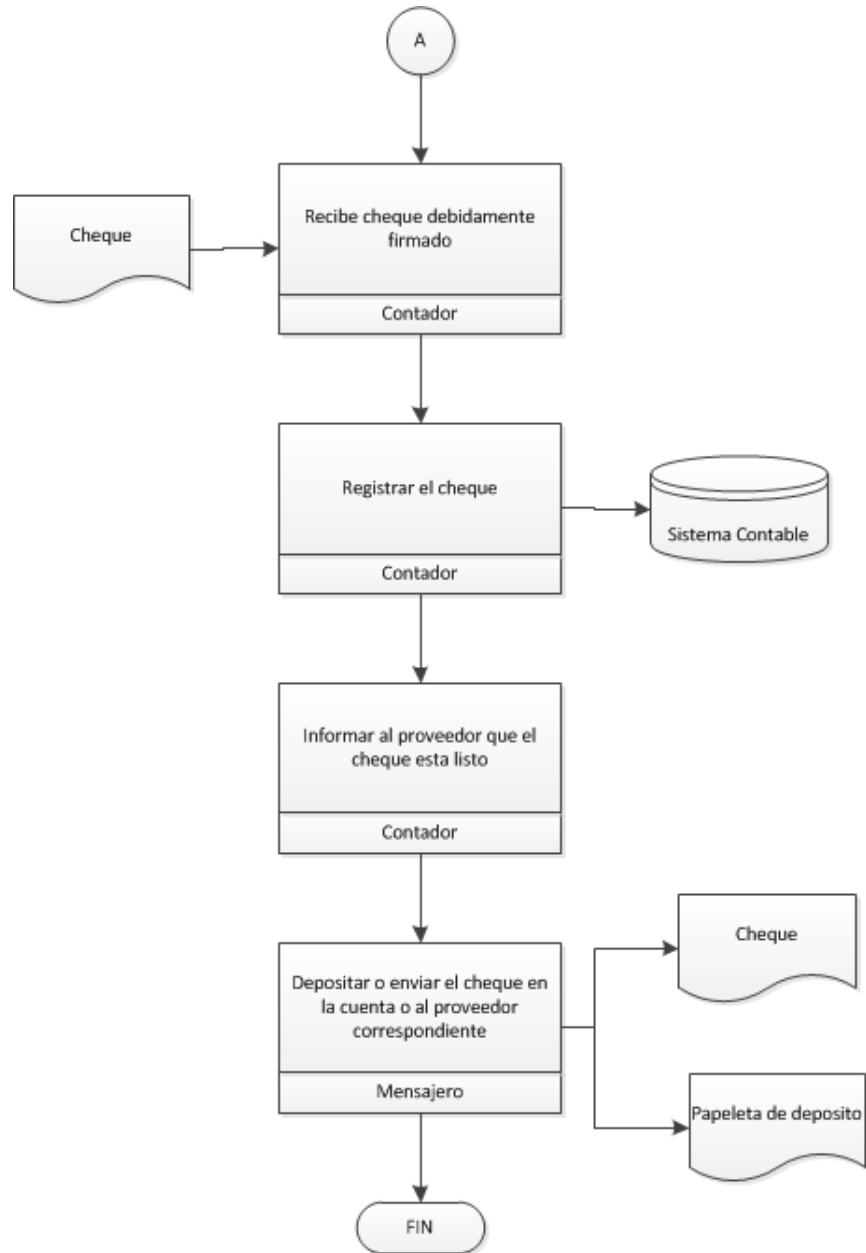 A
Cheque
Recibe cheque debidamente
firmado
Contador
Registrar el cheque
Contador
Sistema Contable
Informar al proveedor que el
cheque esta listo
Contador
Depositar o enviar el cheque en
la cuenta o al proveedor
correspondiente
Mensajero
Cheque
Papeleta de deposito
FIN